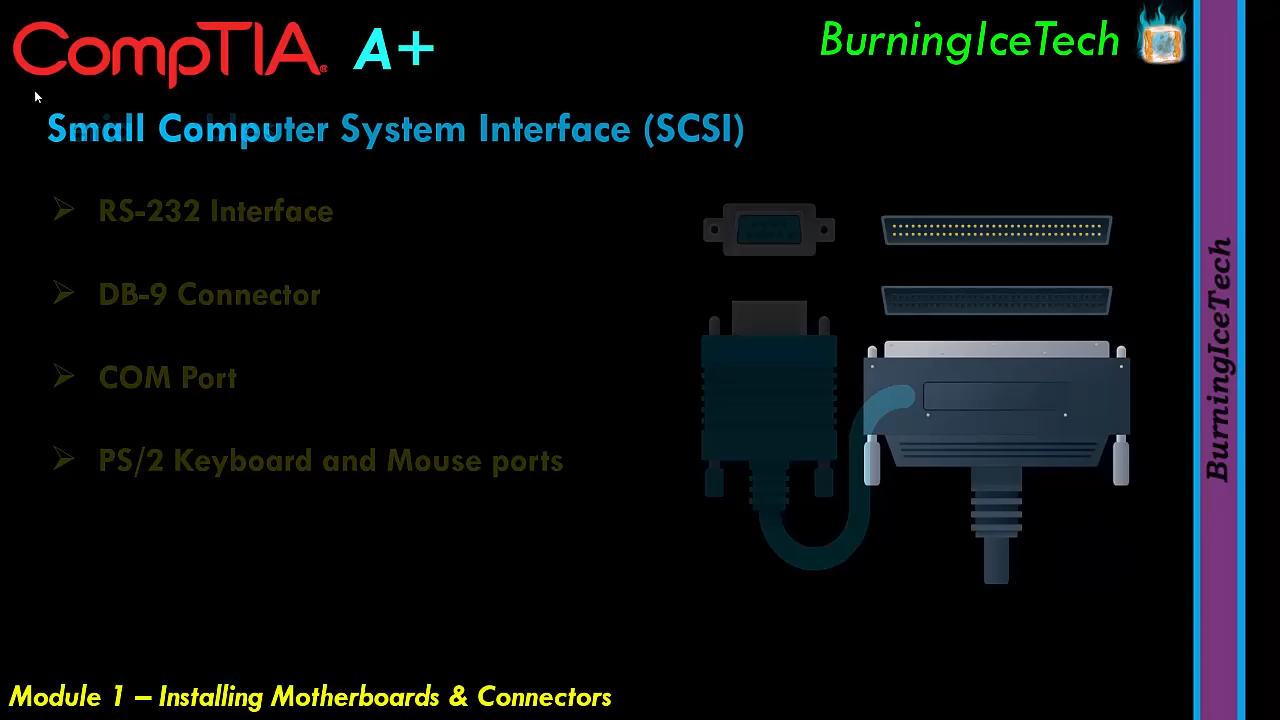 CompTIA® A+
BurningIceTech
Small Computer System Interface (SCSI)
RS-232 Interface
DB-9 Connector
COM Port
PS/2 Keyboard and Mouse ports
BurningIceTech
Module 1 – Installing Motherboards & Connectors